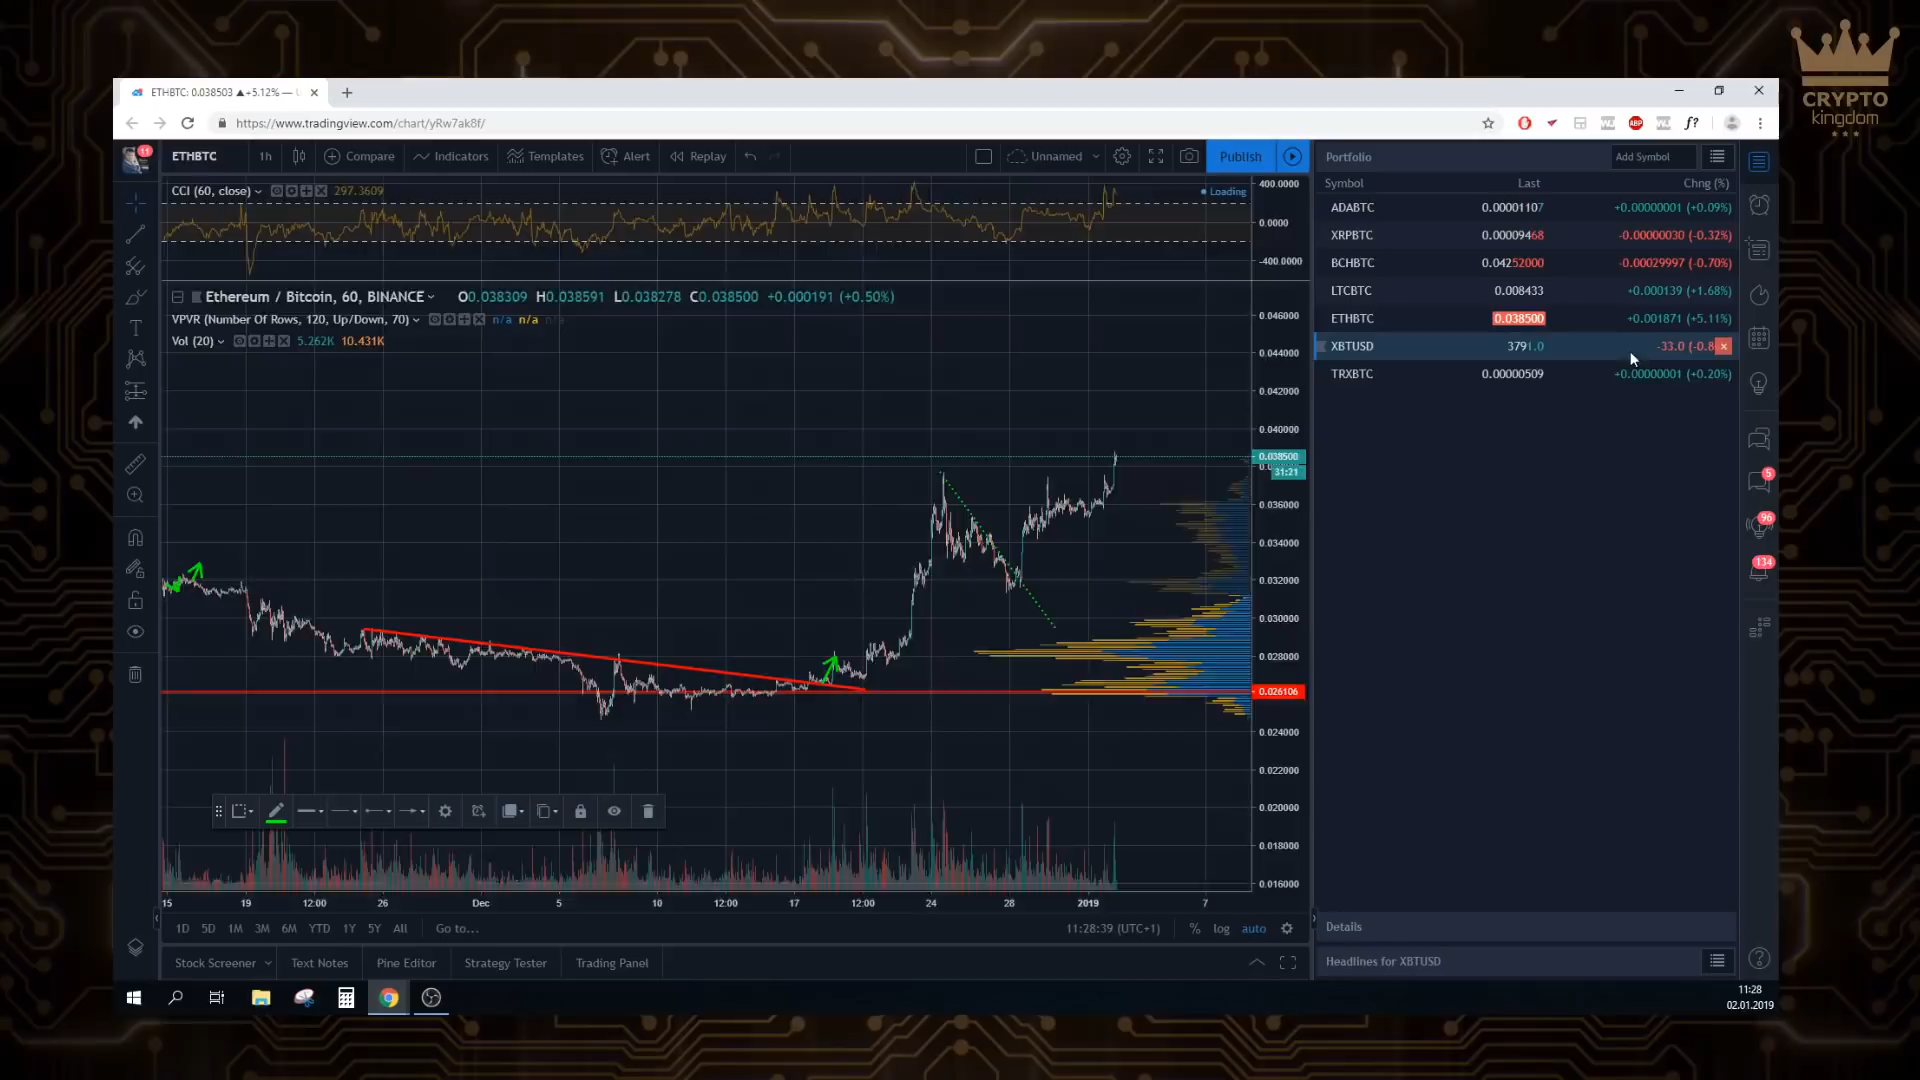 CRYPTO
kingdom
ETHBTC: 0.038503 ▲+5.12% —
https://www.tradingview.com/chart/yRw7ak8f/
11
ETHBTC 1h Compare Indicators Templates Alert Replay Unnamed Publish
CCI (60, close) 297.3609
Loading
400.0000
0.0000
-400.0000
Ethereum / Bitcoin, 60, BINANCE O0.038309 H0.038591 L0.038278 C0.038500 +0.000191 (+0.50%)
VPVR (Number Of Rows, 120, Up/Down, 70) n/a n/a n/a
Vol (20) 5.262K 10.431K
0.046000
0.044000
0.042000
0.040000
0.038500
31:21
0.036000
0.034000
0.032000
0.030000
0.028000
0.026106
0.024000
0.022000
0.020000
0.018000
0.016000
15 19 12:00 26 Dec 5 10 12:00 17 12:00 24 28 2019 7
1D 5D 1M 3M 6M YTD 1Y 5Y All Go to... 11:28:39 (UTC+1) % log auto
Stock Screener Text Notes Pine Editor Strategy Tester Trading Panel
Portfolio Add Symbol
Symbol Last Chng (%)
ADABTC 0.00001107 +0.00000001 (+0.09%)
XRPBTC 0.00009468 -0.00000030 (-0.32%)
BCHBTC 0.04252000 -0.00029997 (-0.70%)
LTCBTC 0.008433 +0.000139 (+1.68%)
ETHBTC 0.038500 +0.001871 (+5.11%)
XBTUSD 3791.0 -33.0 (-0.8
TRXBTC 0.00000509 +0.00000001 (+0.20%)
5
96
134
Details
Headlines for XBTUSD
11:28
02.01.2019